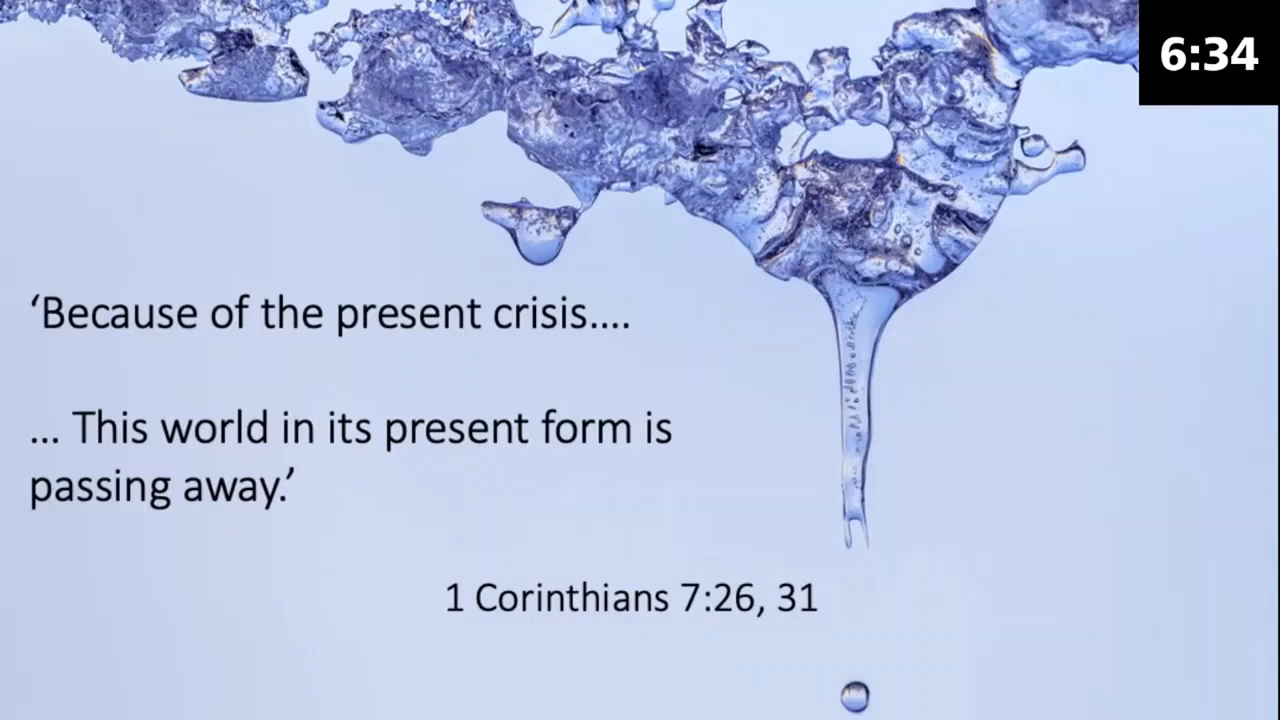 6:34
‘Because of the present crisis....
... This world in its present form is
passing away.’
1 Corinthians 7:26, 31